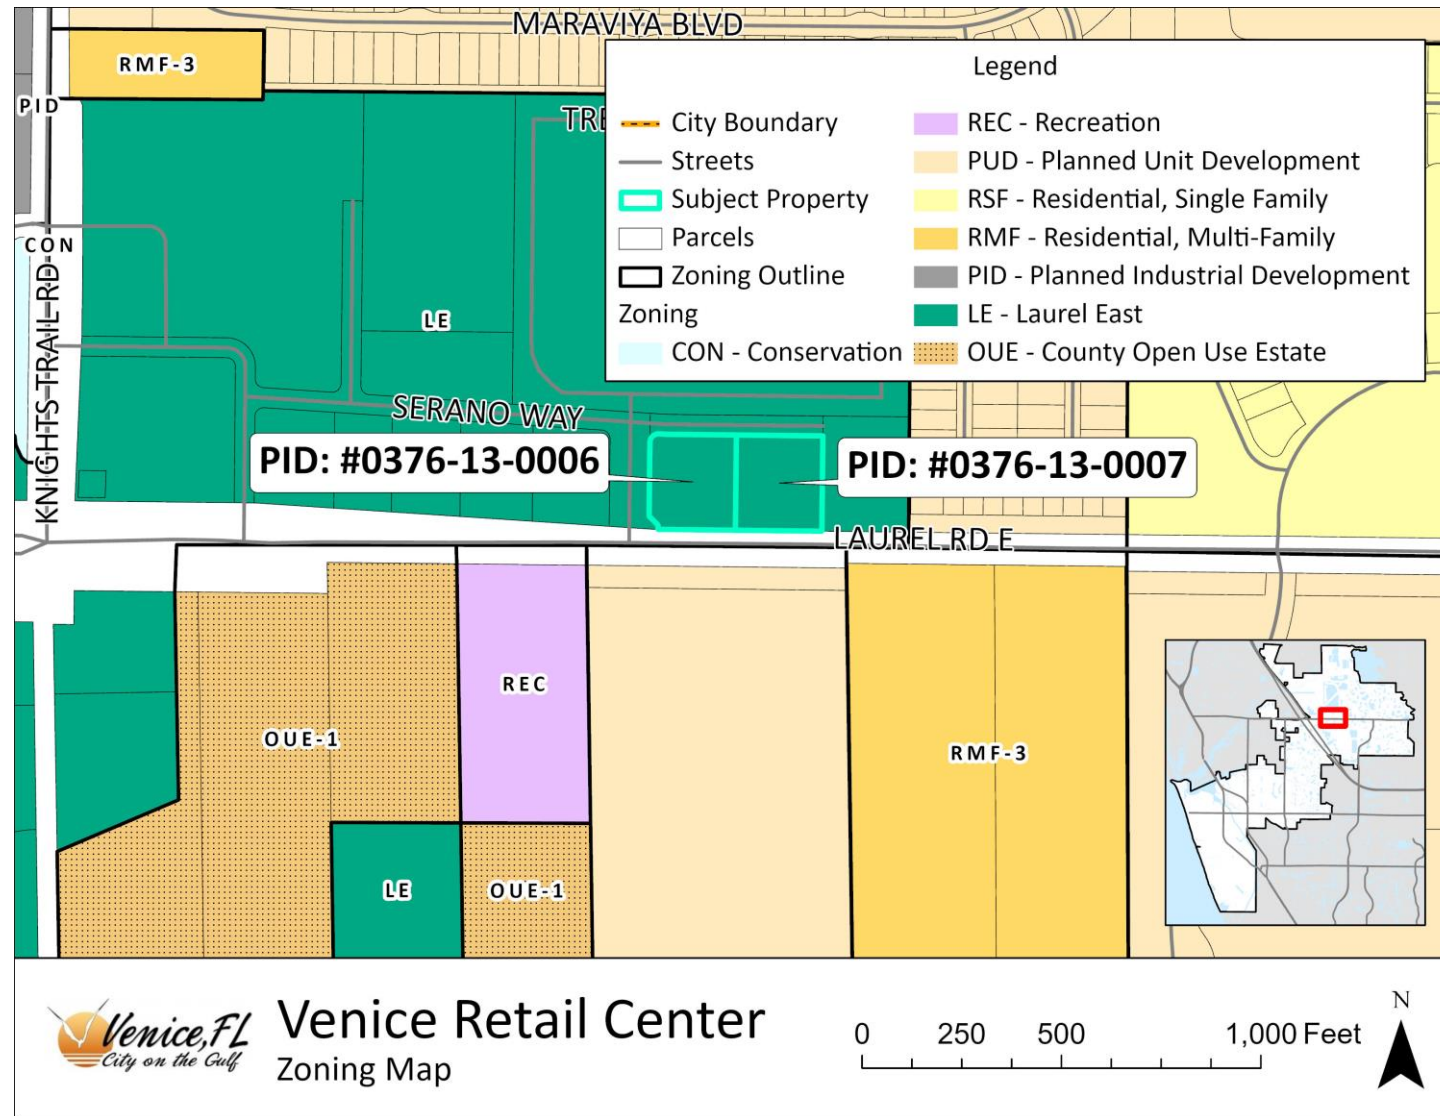 MARAVIYA BLVD
RMF-3
PID
TRE
Legend
City Boundary
Streets
Subject Property
Parcels
Zoning Outline
Zoning
CON - Conservation
REC - Recreation
PUD - Planned Unit Development
RSF - Residential, Single Family
RMF - Residential, Multi-Family
PID - Planned Industrial Development
LE - Laurel East
OUE - County Open Use Estate
CON
KNIGHTS TRAIL RD
LE
SERANO WAY
PID: #0376-13-0006
PID: #0376-13-0007
LAUREL RD E
REC
OUE-1
RMF-3
LE
OUE-1
Venice, FL
City on the Gulf
Venice Retail Center
Zoning Map
0 250 500 1,000 Feet
N